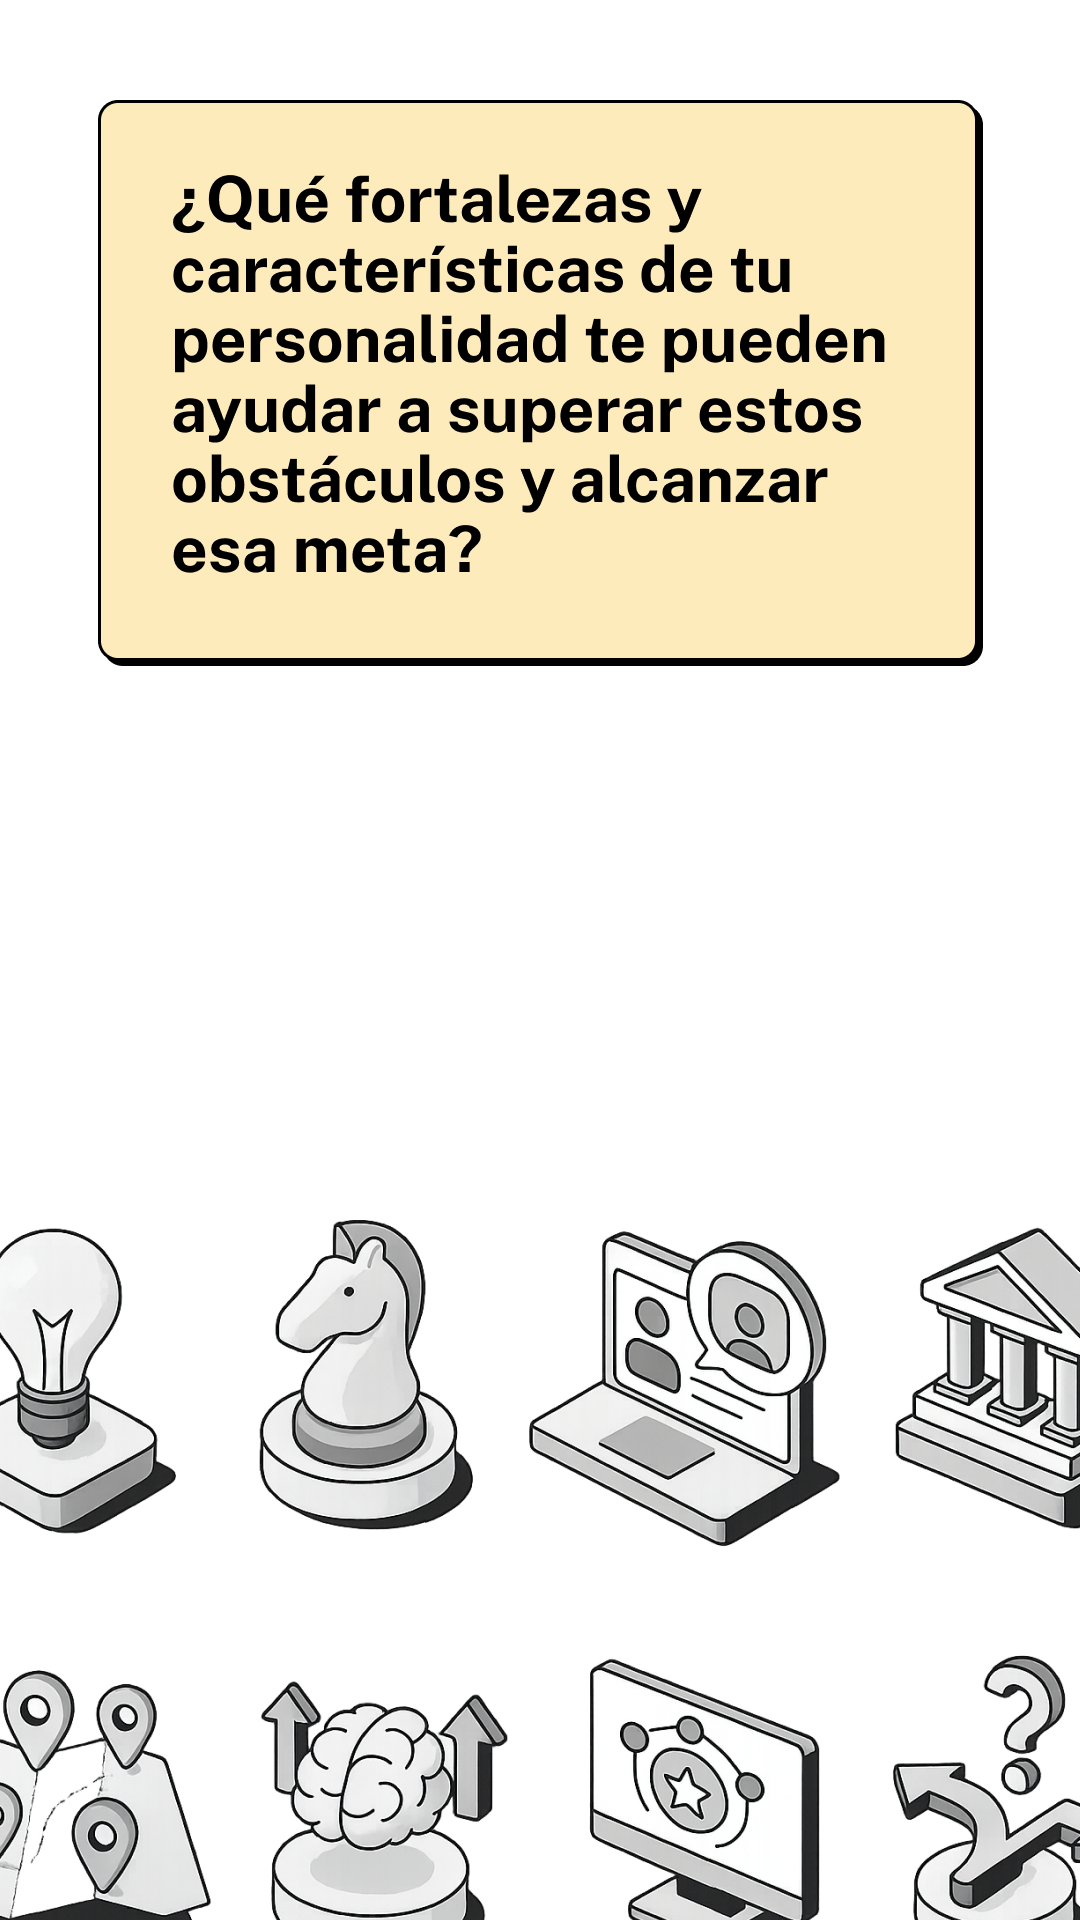 ¿Qué fortalezas y
características de tu
personalidad te pueden
ayudar a superar estos
obstáculos y alcanzar
esa meta?